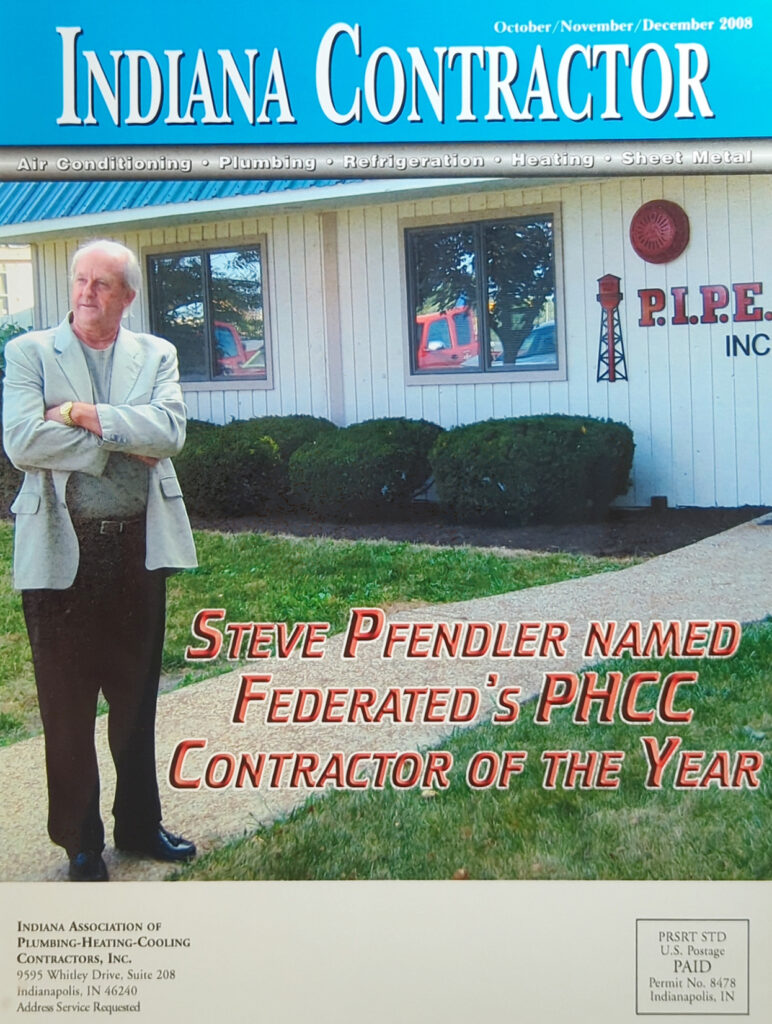 October/November/December 2008
INDIANA CONTRACTOR
Air Conditioning • Plumbing • Refrigeration • Heating • Sheet Metal
P.I.P.E.
INC
STEVE PFENDLER NAMED
FEDERATED'S PHCC
CONTRACTOR OF THE YEAR
INDIANA ASSOCIATION OF
PLUMBING-HEATING-COOLING
CONTRACTORS, INC.
9595 Whitley Drive, Suite 208
Indianapolis, IN 46240
Address Service Requested
PRSRT STD
U.S. Postage
PAID
Permit No. 8478
Indianapolis, IN